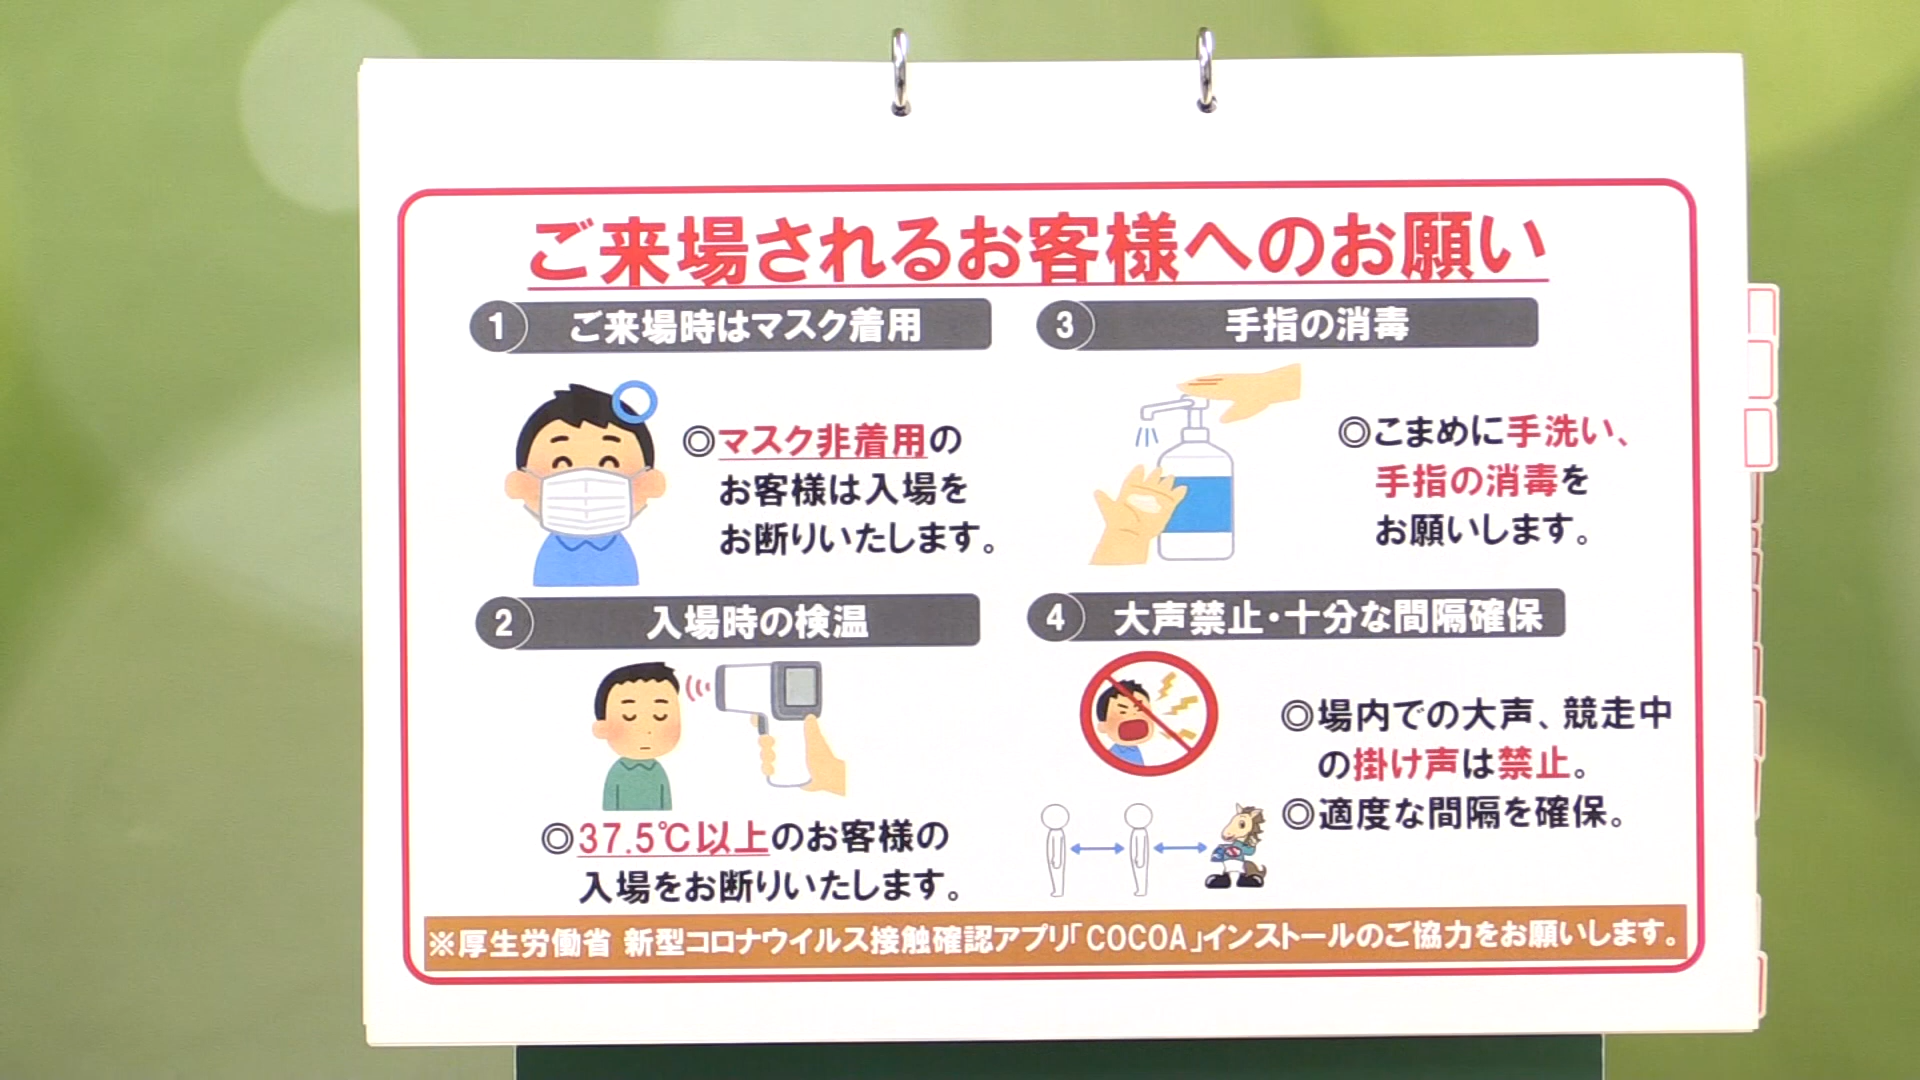 ご来場されるお客様へのお願い
1 ご来場時はマスク着用
◎マスク非着用の
お客様は入場を
お断りいたします。
2 入場時の検温
◎37.5℃以上のお客様の
入場をお断りいたします。
3 手指の消毒
◎こまめに手洗い、
手指の消毒を
お願いします。
4 大声禁止・十分な間隔確保
◎場内での大声、競走中
の掛け声は禁止。
◎適度な間隔を確保。
※厚生労働省 新型コロナウイルス接触確認アプリ「COCOA」インストールのご協力をお願いします。